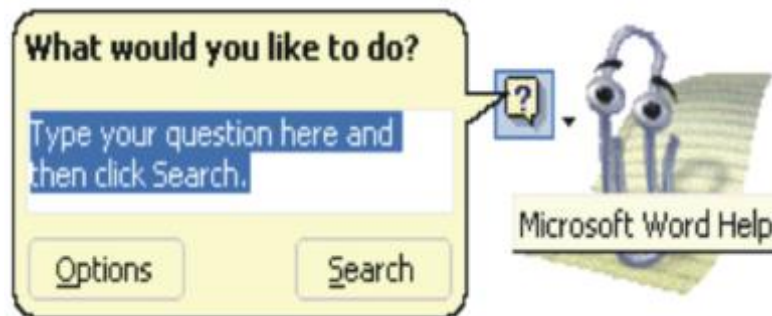 What would you like to do?
?
Type your question here and
then click Search.
Microsoft Word Help
Options
Search